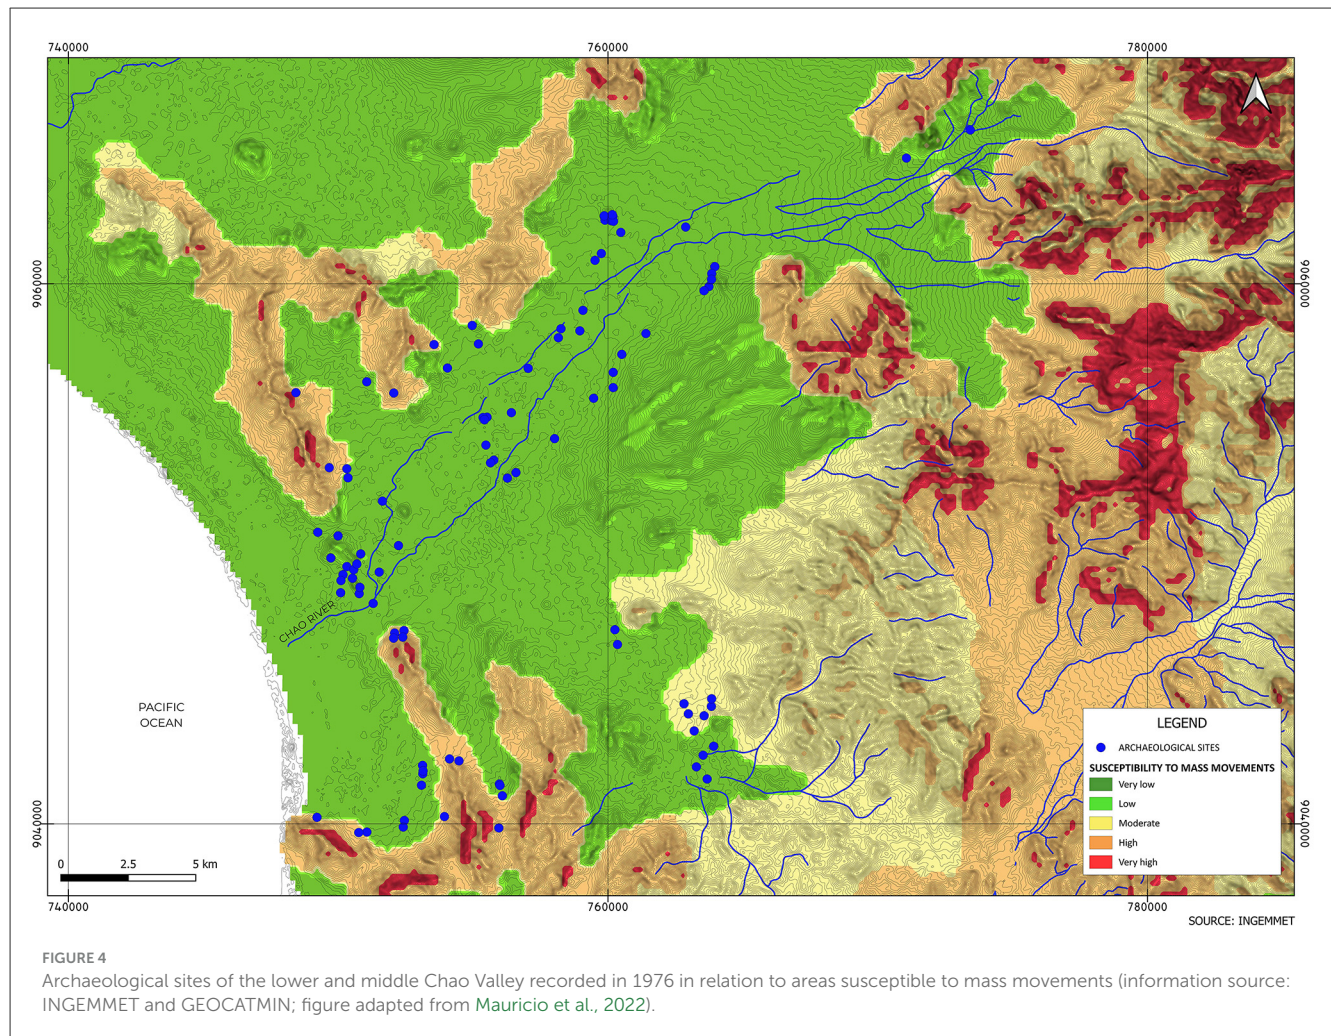 740000 760000 780000
9060000 9060000
CHAO RIVER
PACIFIC
OCEAN
LEGEND
ARCHAEOLOGICAL SITES
SUSCEPTIBILITY TO MASS MOVEMENTS
Very low
Low
Moderate
High
Very high
9040000 9040000
0 2.5 5 km
740000 760000 780000
SOURCE: INGEMMET
FIGURE 4
Archaeological sites of the lower and middle Chao Valley recorded in 1976 in relation to areas susceptible to mass movements (information source:
INGEMMET and GEOCATMIN; figure adapted from Mauricio et al., 2022).